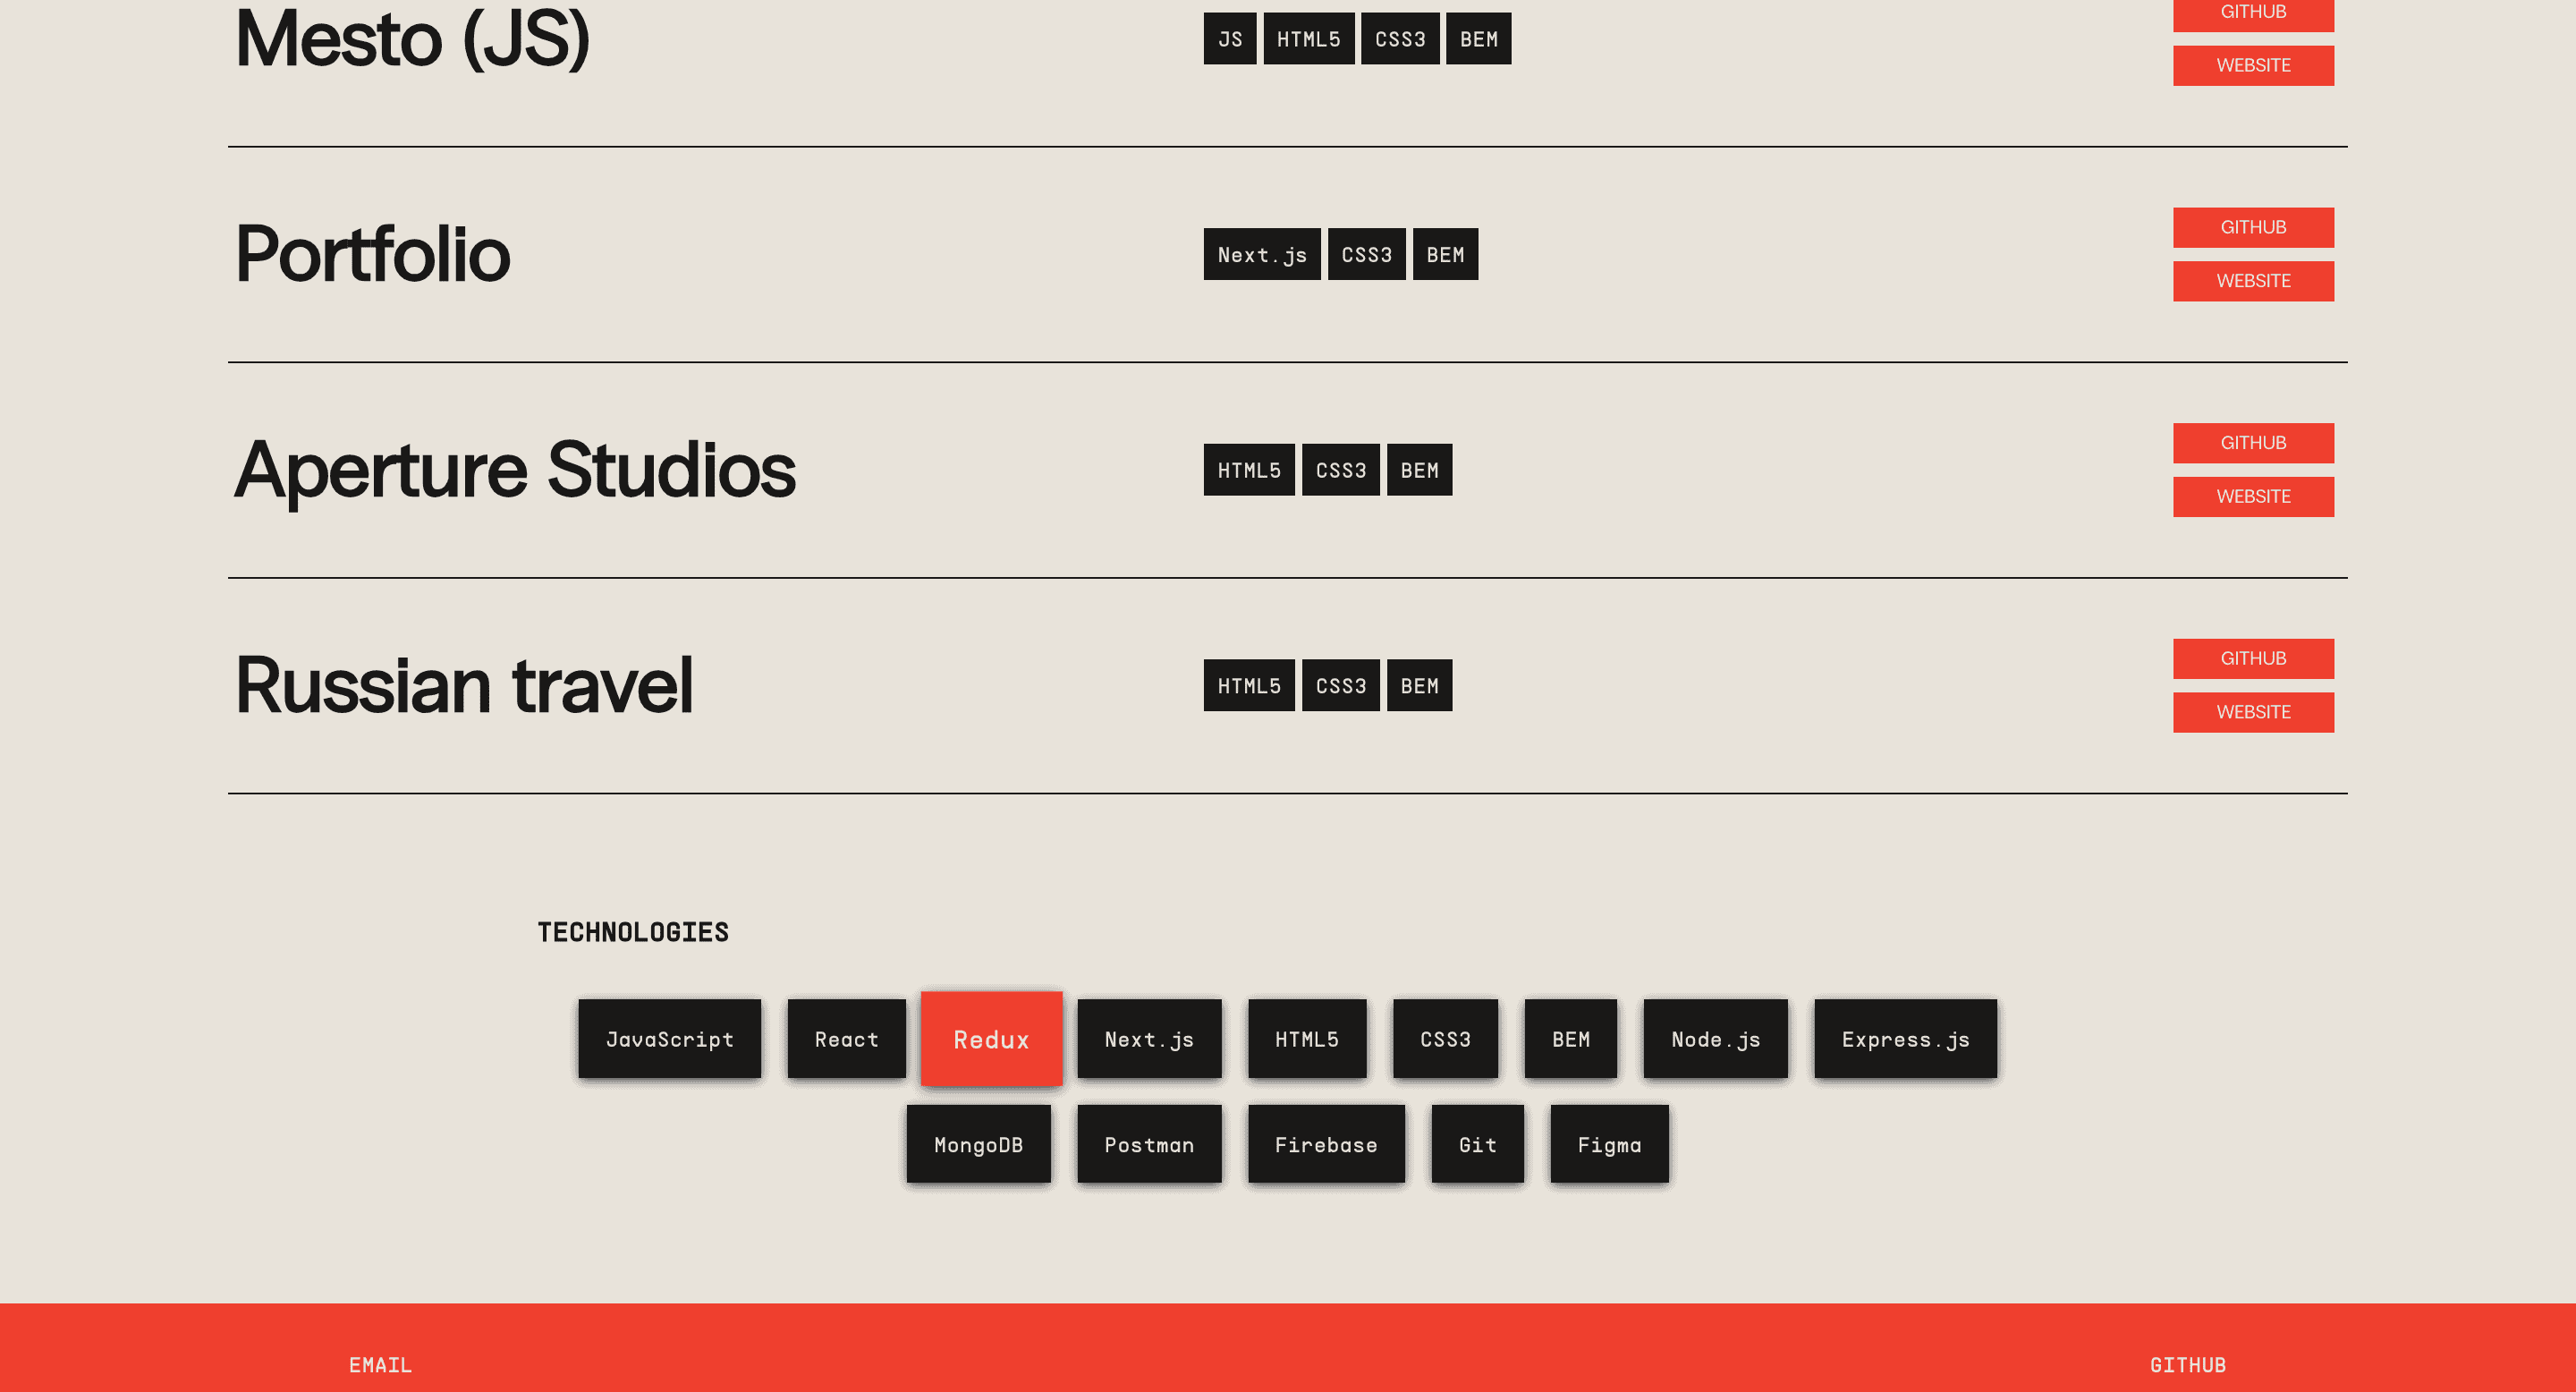 Mesto (JS)
JS HTML5 CSS3 BEM
GITHUB
WEBSITE
Portfolio
Next.js CSS3 BEM
GITHUB
WEBSITE
Aperture Studios
HTML5 CSS3 BEM
GITHUB
WEBSITE
Russian travel
HTML5 CSS3 BEM
GITHUB
WEBSITE
TECHNOLOGIES
JavaScript React Redux Next.js HTML5 CSS3 BEM Node.js Express.js
MongoDB Postman Firebase Git Figma
EMAIL GITHUB